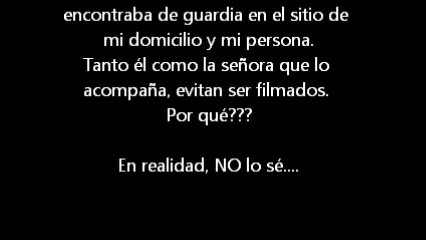 encontraba de guardia en el sitio de
mi domicilio y mi persona.
Tanto él como la señora que lo
acompaña, evitan ser filmados.
Por qué???
En realidad, NO lo sé....